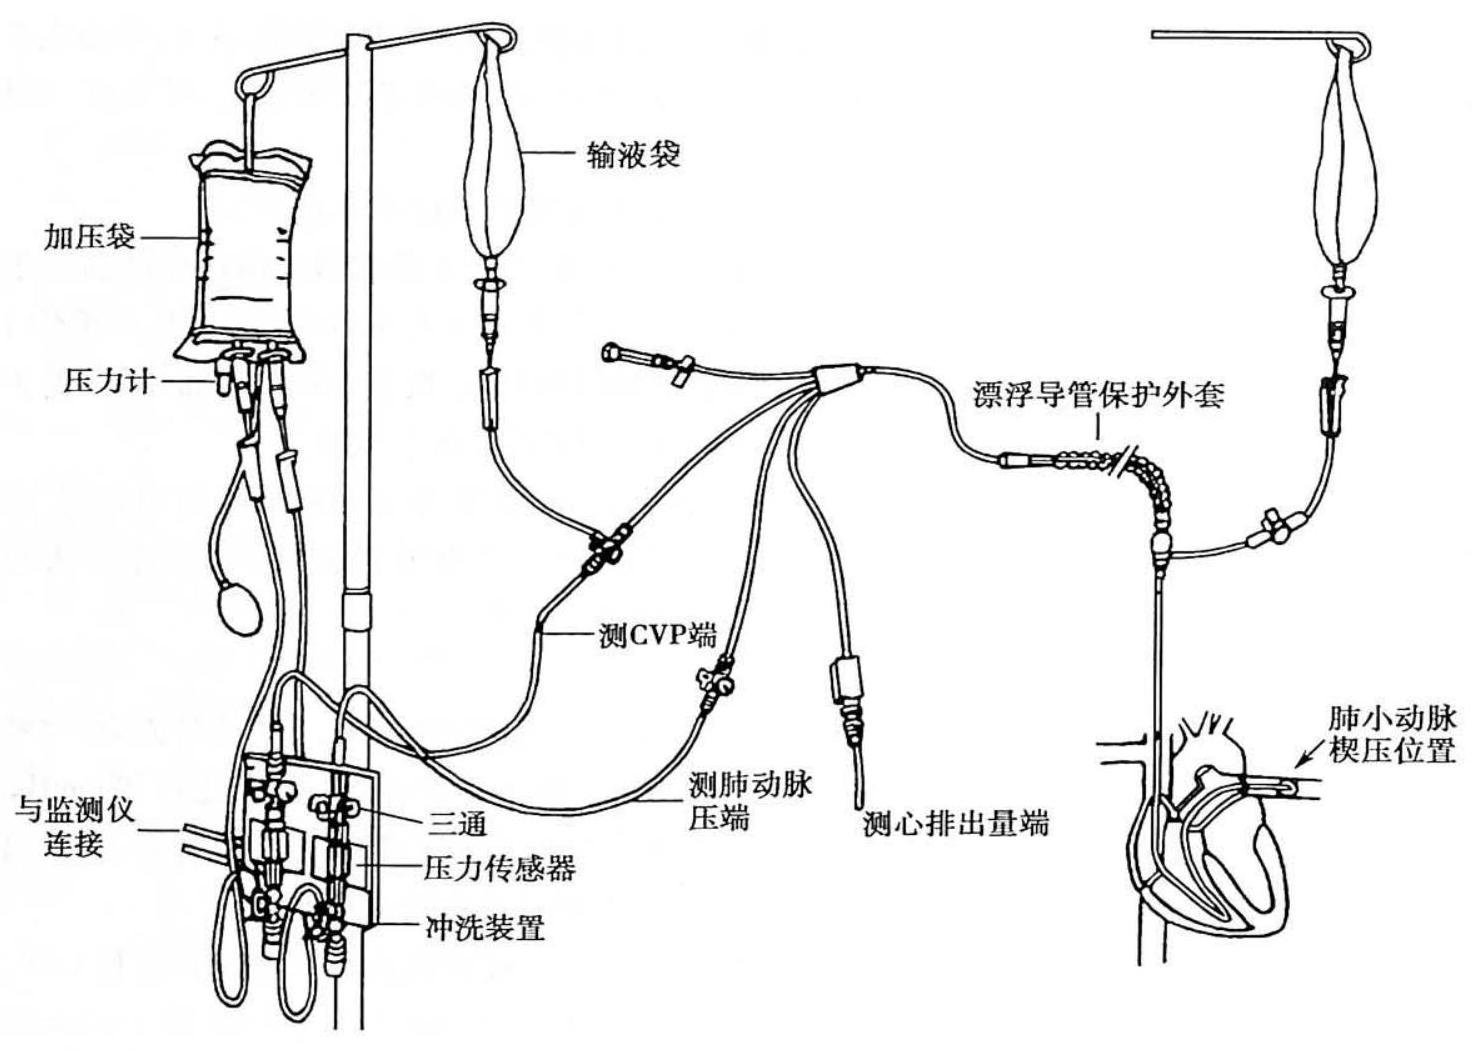 输液袋
加压袋
压力计
漂浮导管保护外套
测CVP端
肺小动脉
楔压位置
测肺动脉
压端
测心排出量端
与监测仪
连接
三通
压力传感器
冲洗装置